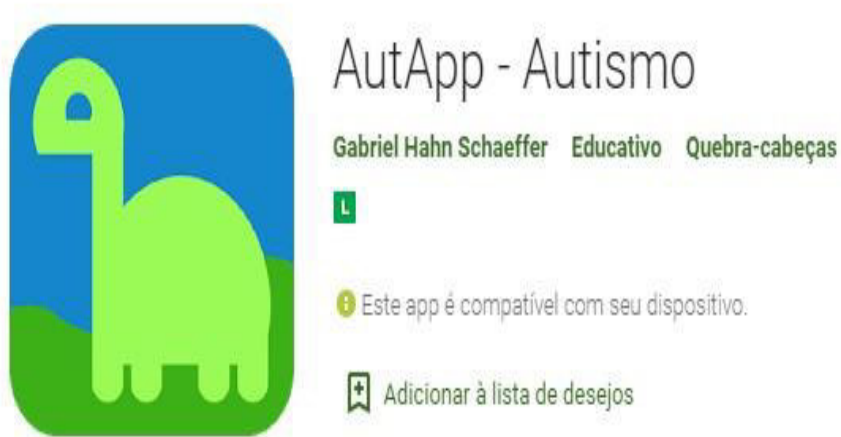 AutApp - Autismo
Gabriel Hahn Schaeffer Educativo Quebra-cabeças
L
Este app é compatível com seu dispositivo.
Adicionar à lista de desejos